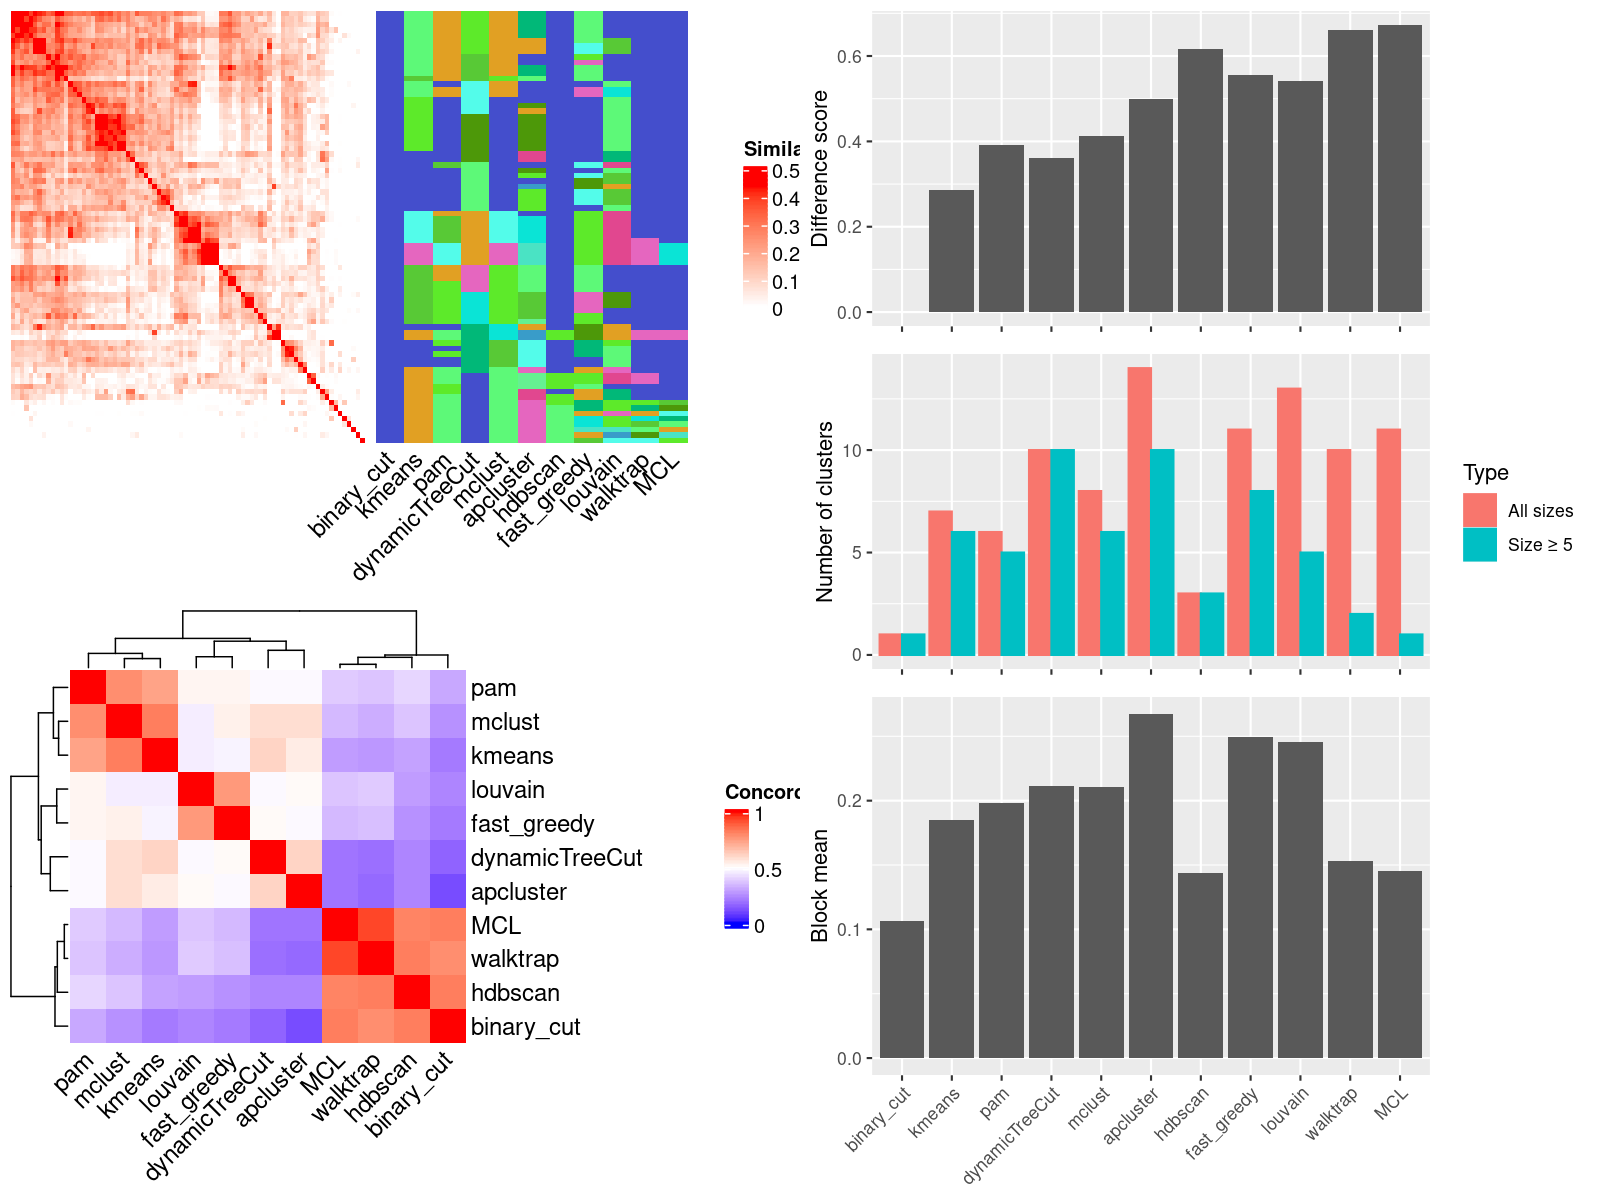 Simila
0.5
0.4
0.3
0.2
0.1
0
binary_cut
kmeans
pam
dynamicTreeCut
mclust
apcluster
hdbscan
fast_greedy
louvain
walktrap
MCL
pam
mclust
kmeans
louvain
fast_greedy
dynamicTreeCut
apcluster
MCL
walktrap
hdbscan
binary_cut
pam
mclust
kmeans
louvain
fast_greedy
dynamicTreeCut
apcluster
MCL
walktrap
hdbscan
binary_cut
Concord
1
0.5
0
Difference score
0.6
0.4
0.2
0.0
Number of clusters
10
5
0
Type
All sizes
Size ≥ 5
Block mean
0.2
0.1
0.0
binary_cut
kmeans
pam
dynamicTreeCut
mclust
apcluster
hdbscan
fast_greedy
louvain
walktrap
MCL